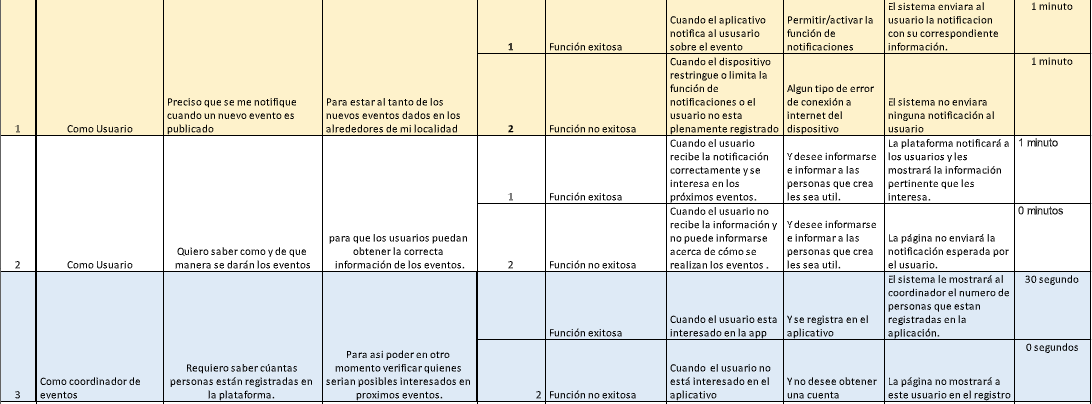 1
Como Usuario
Preciso que se me notifique
cuando un nuevo evento es
publicado
Para estar al tanto de los
nuevos eventos dados en los
alrededores de mi localidad
1
Función exitosa
Cuando el aplicativo
notifica al ususario
sobre el evento
Permitir/activar la
función de
notificaciones
El sistema enviara al
usuario la notificacion
con su correspondiente
información.
1 minuto
2
Función no exitosa
Cuando el dispositivo
restringue o limita la
función de
notificaciones o el
usuario no esta
plenamente registrado
Algun tipo de error
de conexión a
internet del
dispositivo
El sistema no enviara
ninguna notificación al
usuario
1 minuto
2
Como Usuario
Quiero saber como y de que
manera se darán los eventos
para que los usuarios puedan
obtener la correcta
información de los eventos.
1
Función exitosa
Cuando el usuario
recibe la notificación
correctamente y se
interesa en los
próximos eventos.
Y desee informarse
e informar a las
personas que crea
les sea util.
La plataforma notificará a
los usuarios y les
mostrará la información
pertinente que les
interesa.
1 minuto
2
Función no exitosa
Cuando el usuario no
recibe la información y
no puede informarse
acerca de cómo se
realizan los eventos .
Y desee informarse
e informar a las
personas que crea
les sea util.
La página no enviará la
notificación esperada por
el usuario.
0 minutos
3
Como coordinador de
eventos
Requiero saber cúantas
personas están registradas en
la plataforma.
Para asi poder en otro
momento verificar quienes
serian posibles interesados en
proximos eventos.
Función exitosa
Cuando el usuario esta
interesado en la app
Y se registra en el
aplicativo
El sistema le mostrará al
coordinador el numero de
personas que estan
registradas en la
aplicación.
30 segundo
2
Función no exitosa
Cuando el usuario no
está interesado en el
aplicativo
Y no desee obtener
una cuenta
La página no mostrará a
este usuario en el registro
0 segundos